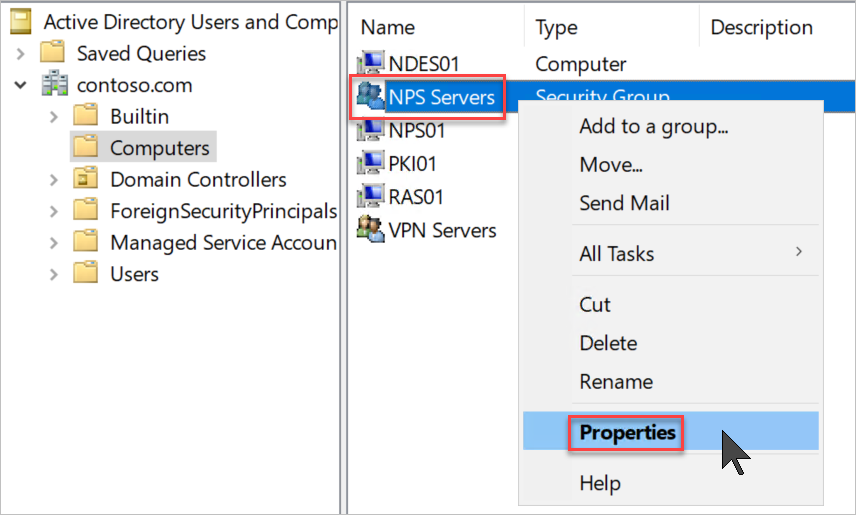 Active Directory Users and Comp
Saved Queries
contoso.com
Builtin
Computers
Domain Controllers
ForeignSecurityPrincipals
Managed Service Accoun
Users
Name Type Description
NDES01 Computer
NPS Servers Security Group
NPS01
PKI01
RAS01
VPN Servers
Add to a group...
Move...
Send Mail
All Tasks
Cut
Delete
Rename
Properties
Help